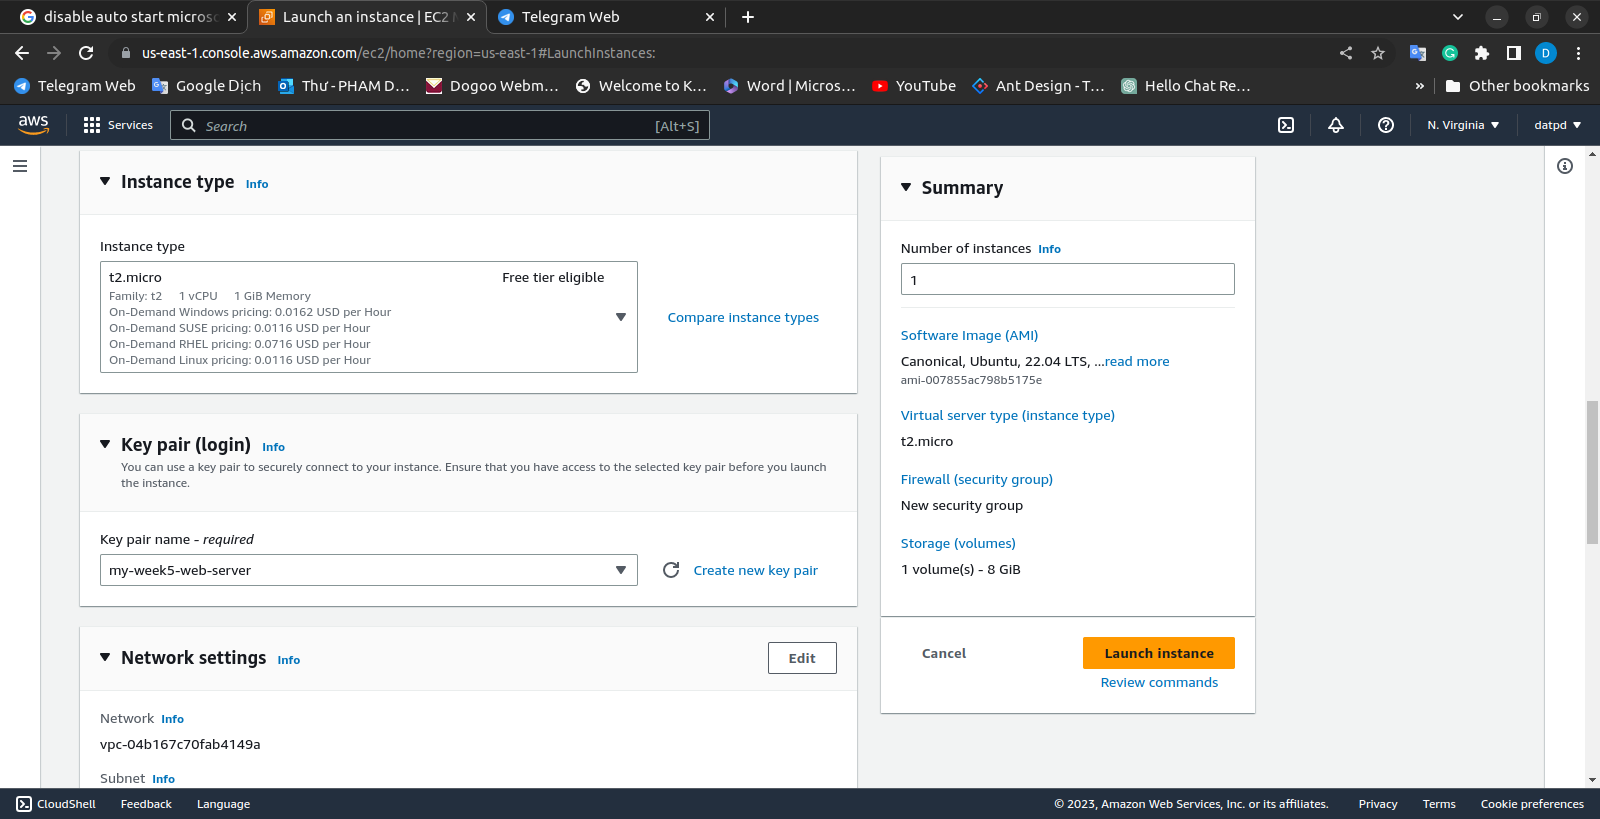 disable auto start micros
Launch an instance | EC2 M
Telegram Web
us-east-1.console.aws.amazon.com/ec2/home?region=us-east-1#LaunchInstances:
D
Telegram Web
Google Dịch
Thư - PHAM D...
Dogoo Webm...
Welcome to K...
Word | Micros...
YouTube
Ant Design - T...
Hello Chat Re...
»
Other bookmarks
aws
Services
Search
[Alt+S]
N. Virginia
datpd
Instance type Info
Instance type
t2.micro
Free tier eligible
Family: t2 1 vCPU 1 GiB Memory
On-Demand Windows pricing: 0.0162 USD per Hour
On-Demand SUSE pricing: 0.0116 USD per Hour
On-Demand RHEL pricing: 0.0716 USD per Hour
On-Demand Linux pricing: 0.0116 USD per Hour
Compare instance types
Key pair (login) Info
You can use a key pair to securely connect to your instance. Ensure that you have access to the selected key pair before you launch
the instance.
Key pair name - required
my-week5-web-server
Create new key pair
Network settings Info
Edit
Network Info
vpc-04b167c70fab4149a
Subnet Info
Summary
Number of instances Info
1
Software Image (AMI)
Canonical, Ubuntu, 22.04 LTS, ...read more
ami-007855ac798b5175e
Virtual server type (instance type)
t2.micro
Firewall (security group)
New security group
Storage (volumes)
1 volume(s) - 8 GiB
Cancel
Launch instance
Review commands
CloudShell
Feedback
Language
© 2023, Amazon Web Services, Inc. or its affiliates.
Privacy
Terms
Cookie preferences